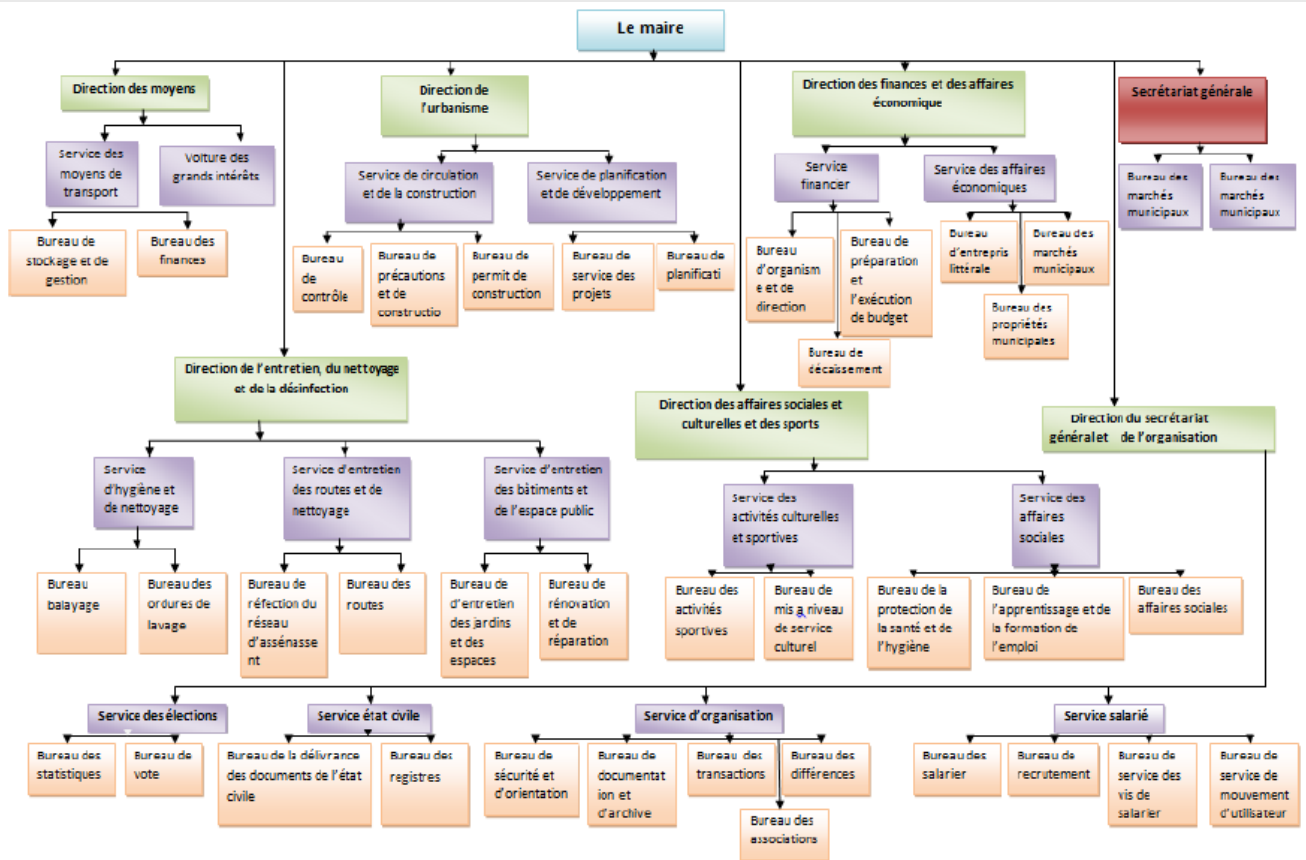 Le maire
Direction des moyens
Direction de
l'urbanisme
Direction des finances et des affaires
économique
Secrétariat générale
Service des
moyens de
transport
Voiture des
grands intérêts
Service de circulation
et de la construction
Service de planification
et de développement
Service
financier
Service des affaires
économiques
Bureau des
marchés
municipaux
Bureau des
marchés
municipaux
Bureau de
stockage et de
gestion
Bureau des
finances
Bureau
de
contrôle
Bureau de
précautions
et de
constructio
Bureau de
permit de
construction
Bureau de
service des
projets
Bureau de
planificati
Bureau
d'organism
e et de
direction
Bureau de
préparation
et
l'exécution
de budget
Bureau
d'entrepris
littérale
Bureau des
marchés
municipaux
Bureau des
propriétés
municipales
Bureau de
décaissement
Direction de l'entretien, du nettoyage
et de la désinfection
Direction des affaires sociales et
culturelles et des sports
Direction du secrétariat
général et de l'organisation
Service
d'hygiène et
de nettoyage
Service d'entretien
des routes et de
nettoyage
Service d'entretien
des bâtiments et
de l'espace public
Service des
activités culturelles
et sportives
Service des
affaires
sociales
Bureau
balayage
Bureau des
ordures de
lavage
Bureau de
réfection du
réseau
d'assénasse
nt
Bureau des
routes
Bureau de
d'entretien
des jardins et
des
espaces
Bureau de
rénovation
et de
réparation
Bureau des
activités
sportives
Bureau de
mis a niveau
de service
culturel
Bureau de la
protection de
la santé et de
l'hygiène
Bureau de
l'apprentissage et de
la formation de
l'emploi
Bureau des
affaires sociales
Service des élections
Service état civile
Service d'organisation
Service salarié
Bureau des
statistiques
Bureau de
vote
Bureau de la délivrance
des documents de l'état
civile
Bureau des
registres
Bureau de
sécurité et
d'orientation
Bureau de
documentat
ion et
d'archive
Bureau des
transactions
Bureau des
différences
Bureau des
associations
Bureau des
salarier
Bureau de
recrutement
Bureau de
service des
vis de
salarier
Bureau de
service de
mouvement
d'utilisateur